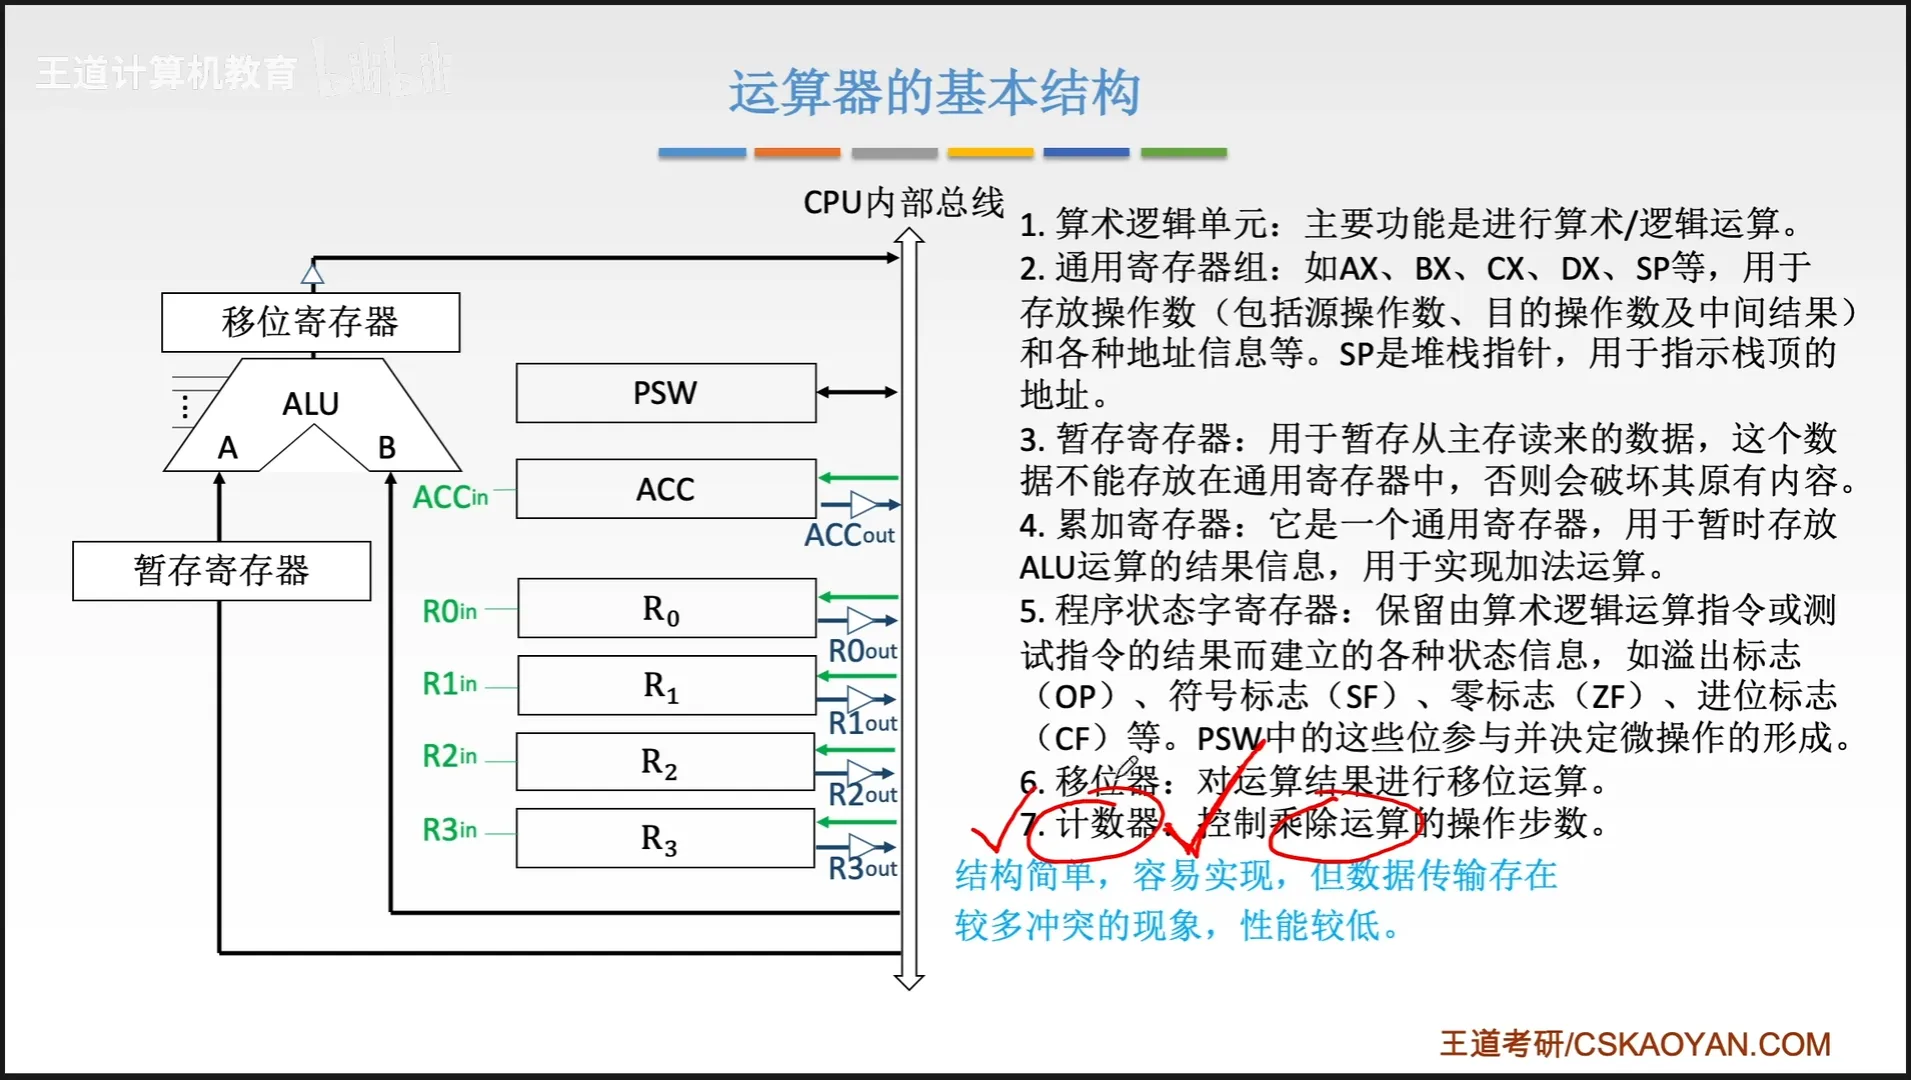 王道计算机教育 bilibili
运算器的基本结构
CPU内部总线
移位寄存器
ALU
A
B
暂存寄存器
PSW
ACC
ACCin
ACCout
R0in
R0
R0out
R1in
R1
R1out
R2in
R2
R2out
R3in
R3
R3out
1. 算术逻辑单元：主要功能是进行算术/逻辑运算。
2. 通用寄存器组：如AX、BX、CX、DX、SP等，用于
存放操作数（包括源操作数、目的操作数及中间结果）
和各种地址信息等。SP是堆栈指针，用于指示栈顶的
地址。
3. 暂存寄存器：用于暂存从主存读来的数据，这个数
据不能存放在通用寄存器中，否则会破坏其原有内容。
4. 累加寄存器：它是一个通用寄存器，用于暂时存放
ALU运算的结果信息，用于实现加法运算。
5. 程序状态字寄存器：保留由算术逻辑运算指令或测
试指令的结果而建立的各种状态信息，如溢出标志
（OP）、符号标志（SF）、零标志（ZF）、进位标志
（CF）等。PSW中的这些位参与并决定微操作的形成。
6. 移位器：对运算结果进行移位运算。
7. 计数器：控制乘除运算的操作步数。
结构简单，容易实现，但数据传输存在
较多冲突的现象，性能较低。
王道考研/CSKAOYAN.COM